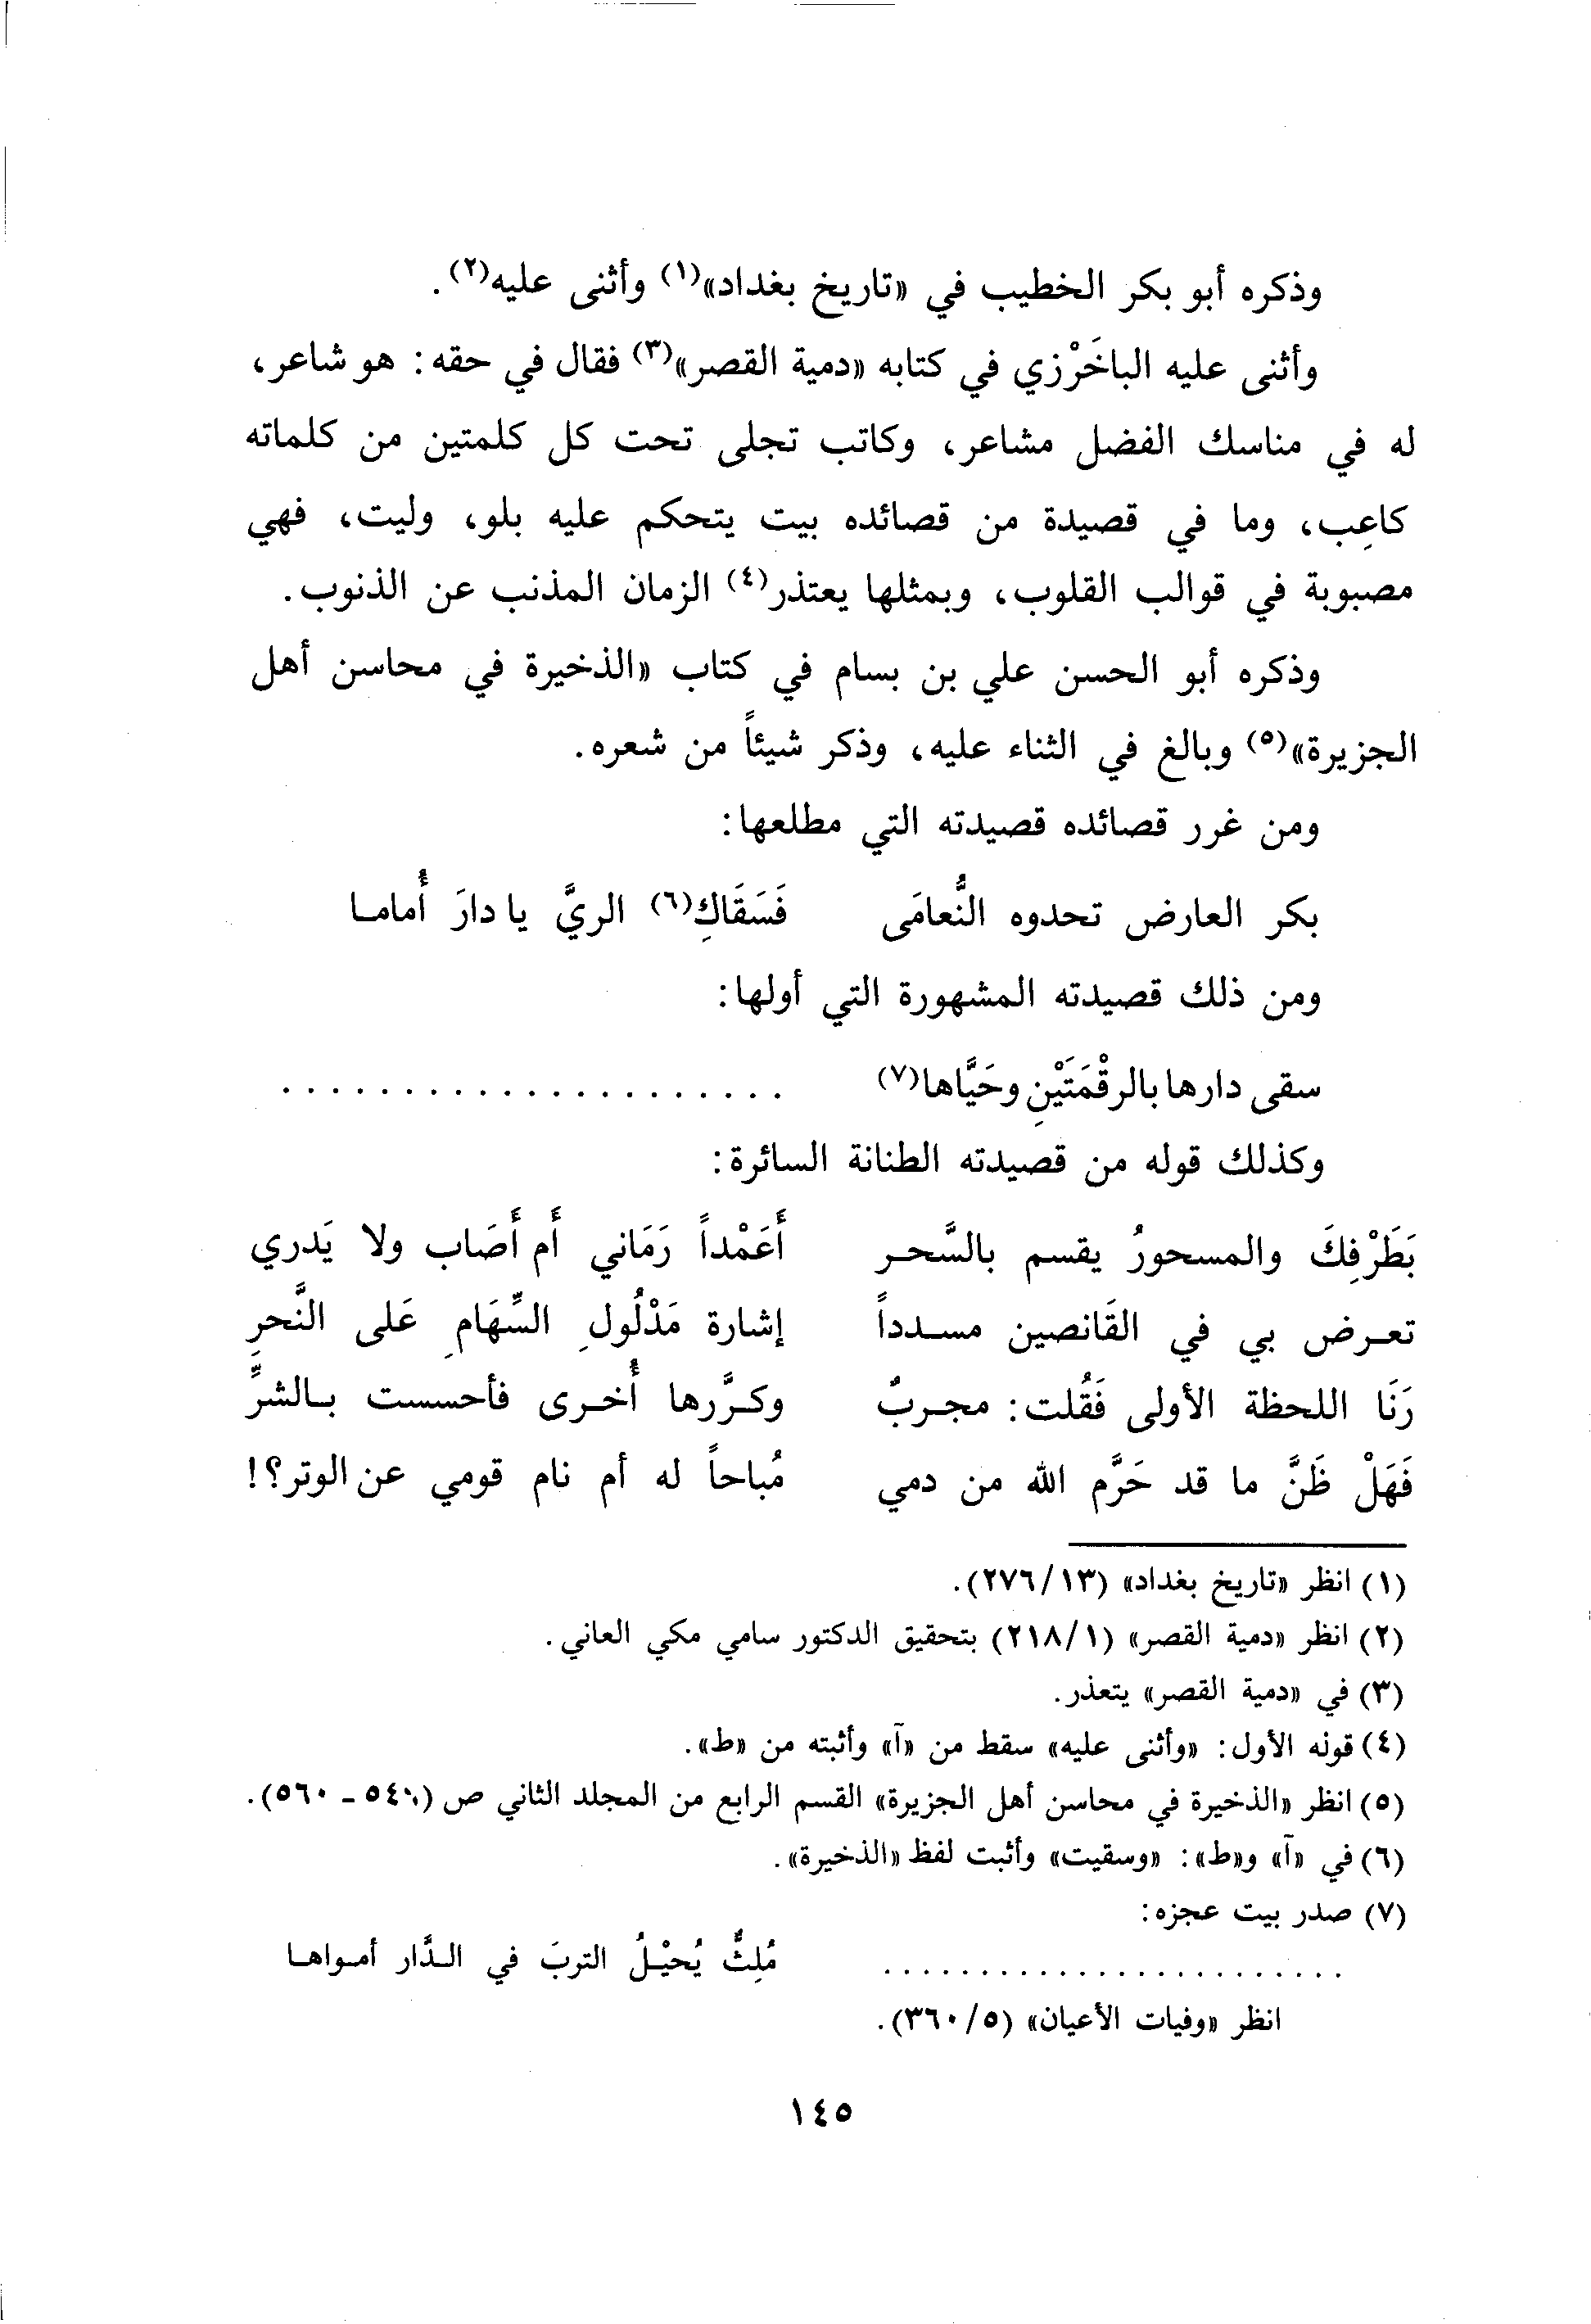 وذكره أبو بكر الخطيب في «تاريخ بغداد»(١) وأثنى عليه(٢).
وأثنى عليه الباخَرْزي في كتابه «دمية القصر»(٣) فقال في حقه: هو شاعر،
له في مناسك الفضل مشاعر، وكاتب تجلى تحت كل كلمتين من كلماته
كاعِب، وما في قصيدة من قصائده بيت يتحكم عليه بلو، وليت، فهي
مصبوبة في قوالب القلوب، وبمثلها يعتذر(٤) الزمان المذنب عن الذنوب.
وذكره أبو الحسن علي بن بسام في كتاب «الذخيرة في محاسن أهل
الجزيرة»(٥) وبالغ في الثناء عليه، وذكر شيئاً من شعره.
ومن غرر قصائده قصيدته التي مطلعها:
بكر العارض تحدوه النُّعامَى فَسَقَاكِ(٦) الريَّ يا دارَ أُماما
ومن ذلك قصيدته المشهورة التي أولها:
سقى دارها بالرقْمَتَيْنِ وحَيَّاها(٧) . . . . . . . . . . . . . . . . . . . . .
وكذلك قوله من قصيدته الطنانة السائرة:
بَطَرْفِكَ والمسحورُ يقسم بالسَّحر أَعَمْداً رَمَاني أَم أَصَاب ولا يَدري
تعرض بي في القَانصين مسدداً إشارة مَدْلُولِ السِّهَامِ عَلى النَّحرِ
رَنَا اللحظة الأولى فَقُلت: مجربٌ وكرَّرها أُخرى فأحسست بالشرِّ
فَهَلْ ظَنَّ ما قد حَرَّم الله من دمي مُباحاً له أم نام قومي عن الوتر؟!
(١) انظر «تاريخ بغداد» (١٣/٢٧٦).
(٢) انظر «دمية القصر» (١/٢١٨) بتحقيق الدكتور سامي مكي العاني.
(٣) في «دمية القصر» يتعذر.
(٤) قوله الأول: «وأثنى عليه» سقط من «آ» وأثبته من «ط».
(٥) انظر «الذخيرة في محاسن أهل الجزيرة» القسم الرابع من المجلد الثاني ص (٥٤٠ - ٥٦٠).
(٦) في «آ» و«ط»: «وسقيت» وأثبت لفظ «الذخيرة».
(٧) صدر بيت عجزه:
. . . . . . . . . . . . . . . . . . . . . . . . مُلِثٌّ يُحيْلُ التربَ في الدَّار أمواها
انظر «وفيات الأعيان» (٥/٣٦٠).
١٤٥